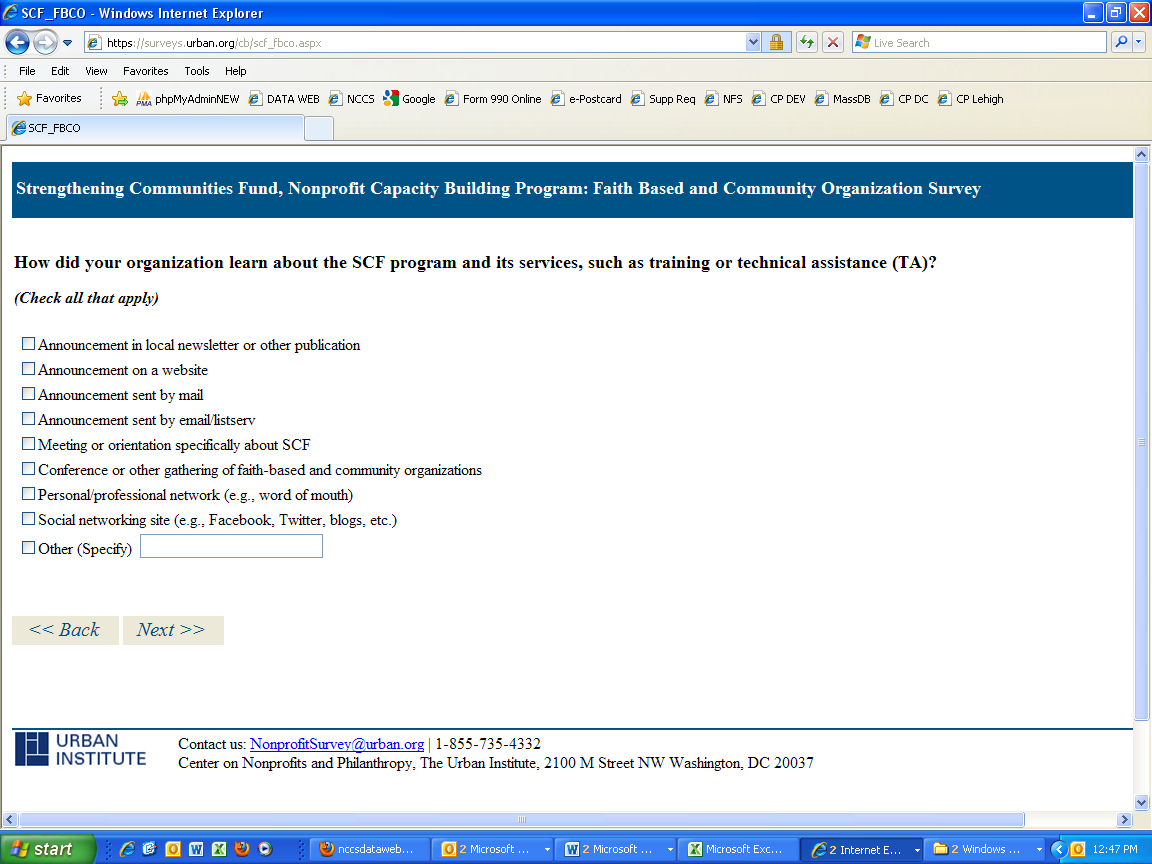 SCF_FBCO - Windows Internet Explorer
https://surveys.urban.org/cb/scf_fbco.aspx
Live Search
File Edit View Favorites Tools Help
Favorites phpMyAdminNEW DATA WEB NCCS Google Form 990 Online e-Postcard Supp Req NFS CP DEV MassDB CP DC CP Lehigh
SCF_FBCO
Strengthening Communities Fund, Nonprofit Capacity Building Program: Faith Based and Community Organization Survey
How did your organization learn about the SCF program and its services, such as training or technical assistance (TA)?
(Check all that apply)
Announcement in local newsletter or other publication
Announcement on a website
Announcement sent by mail
Announcement sent by email/listserv
Meeting or orientation specifically about SCF
Conference or other gathering of faith-based and community organizations
Personal/professional network (e.g., word of mouth)
Social networking site (e.g., Facebook, Twitter, blogs, etc.)
Other (Specify)
<< Back Next >>
URBAN INSTITUTE
Contact us: NonprofitSurvey@urban.org | 1-855-735-4332
Center on Nonprofits and Philanthropy, The Urban Institute, 2100 M Street NW Washington, DC 20037
start nccsdataweb... 2 Microsoft ... 2 Microsoft ... Microsoft Exc... 2 Internet E... 2 Windows ... 12:47 PM